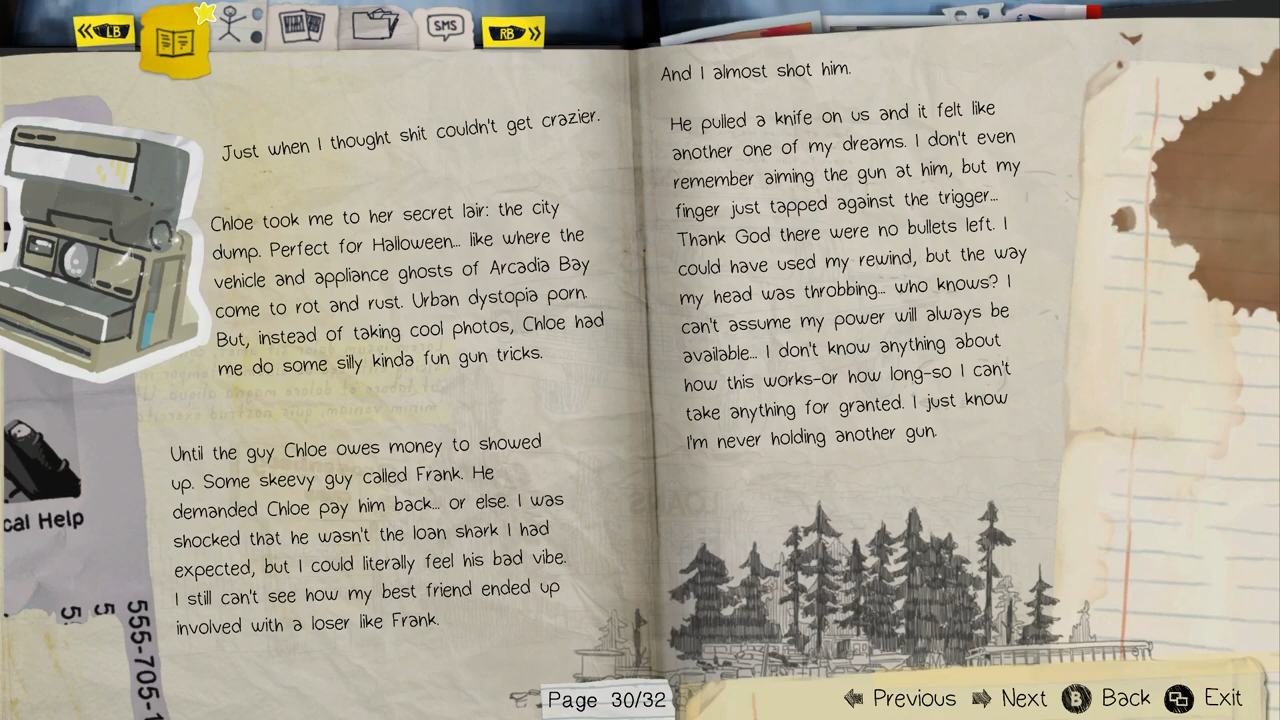 LB
SMS
RB
Just when I thought shit couldn't get crazier.
Chloe took me to her secret lair: the city
dump. Perfect for Halloween... like where the
vehicle and appliance ghosts of Arcadia Bay
come to rot and rust. Urban dystopia porn.
But, instead of taking cool photos, Chloe had
me do some silly kinda fun gun tricks.
Until the guy Chloe owes money to showed
up. Some skeevy guy called Frank. He
demanded Chloe pay him back... or else. I was
shocked that he wasn't the loan shark I had
expected, but I could literally feel his bad vibe.
I still can't see how my best friend ended up
involved with a loser like Frank.
cal Help
555-705-1
5
5
And I almost shot him.
He pulled a knife on us and it felt like
another one of my dreams. I don't even
remember aiming the gun at him, but my
finger just tapped against the trigger...
Thank God there were no bullets left. I
could have used my rewind, but the way
my head was throbbing... who knows? I
can't assume my power will always be
available... I don't know anything about
how this works-or how long-so I can't
take anything for granted. I just know
I'm never holding another gun.
Page 30/32
Previous
Next
B Back
Exit